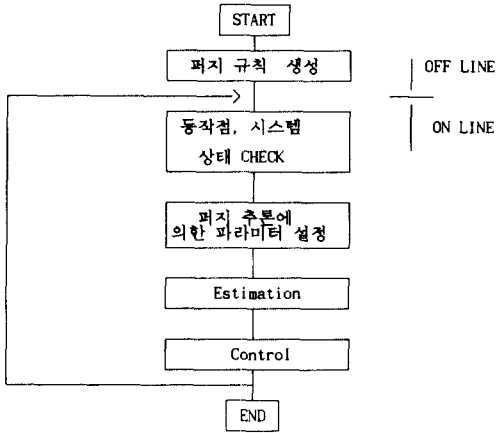 START
퍼지 규칙 생성
OFF LINE
ON LINE
동작점, 시스템
상태 CHECK
퍼지 추론에
의한 파라미터 설정
Estimation
Control
END